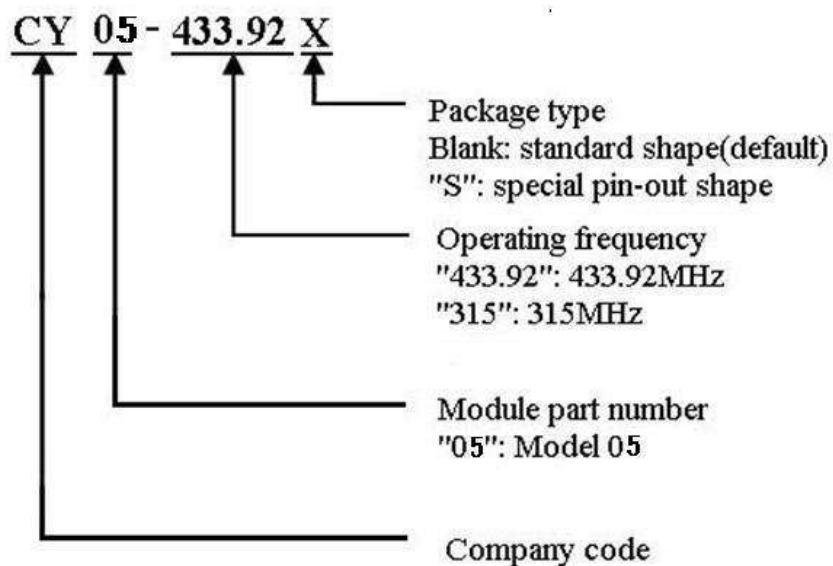 CY 05 - 433.92 X
Package type
Blank: standard shape(default)
"S": special pin-out shape
Operating frequency
"433.92": 433.92MHz
"315": 315MHz
Module part number
"05": Model 05
Company code